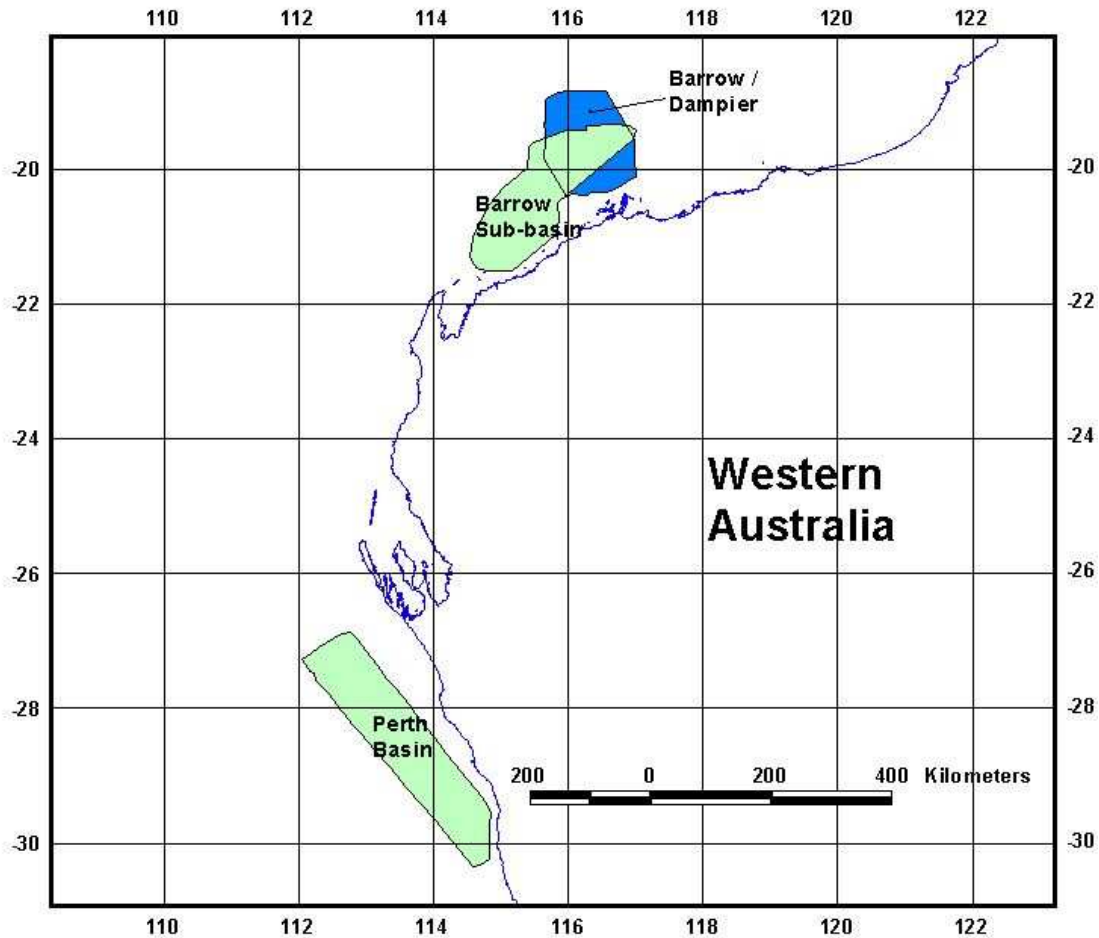 110 112 114 116 118 120 122
Barrow /
Dampier
-20 -20
Barrow
Sub-basin
-22 -22
-24 -24
Western
Australia
-26 -26
-28 -28
Perth
Basin
200 0 200 400 Kilometers
-30 -30
110 112 114 116 118 120 122